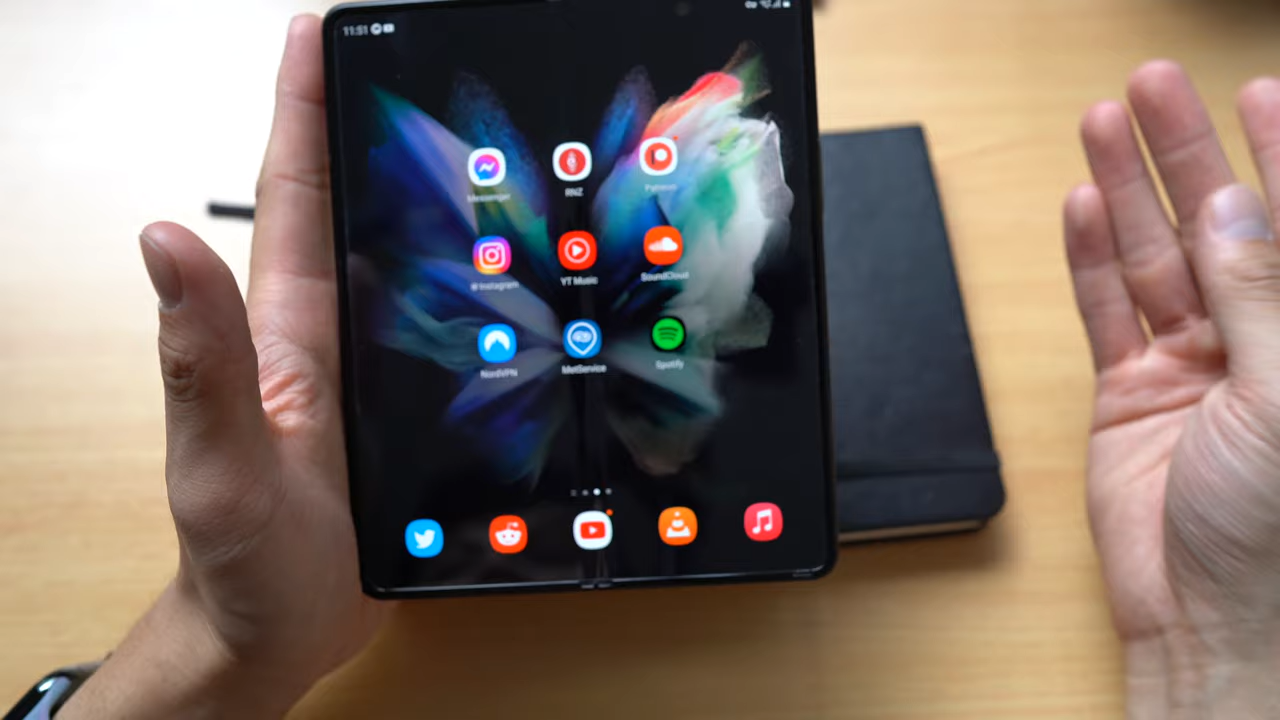 11:51
Messenger
RNZ
Patreon
Instagram
YT Music
SoundCloud
NordVPN
MetService
Spotify